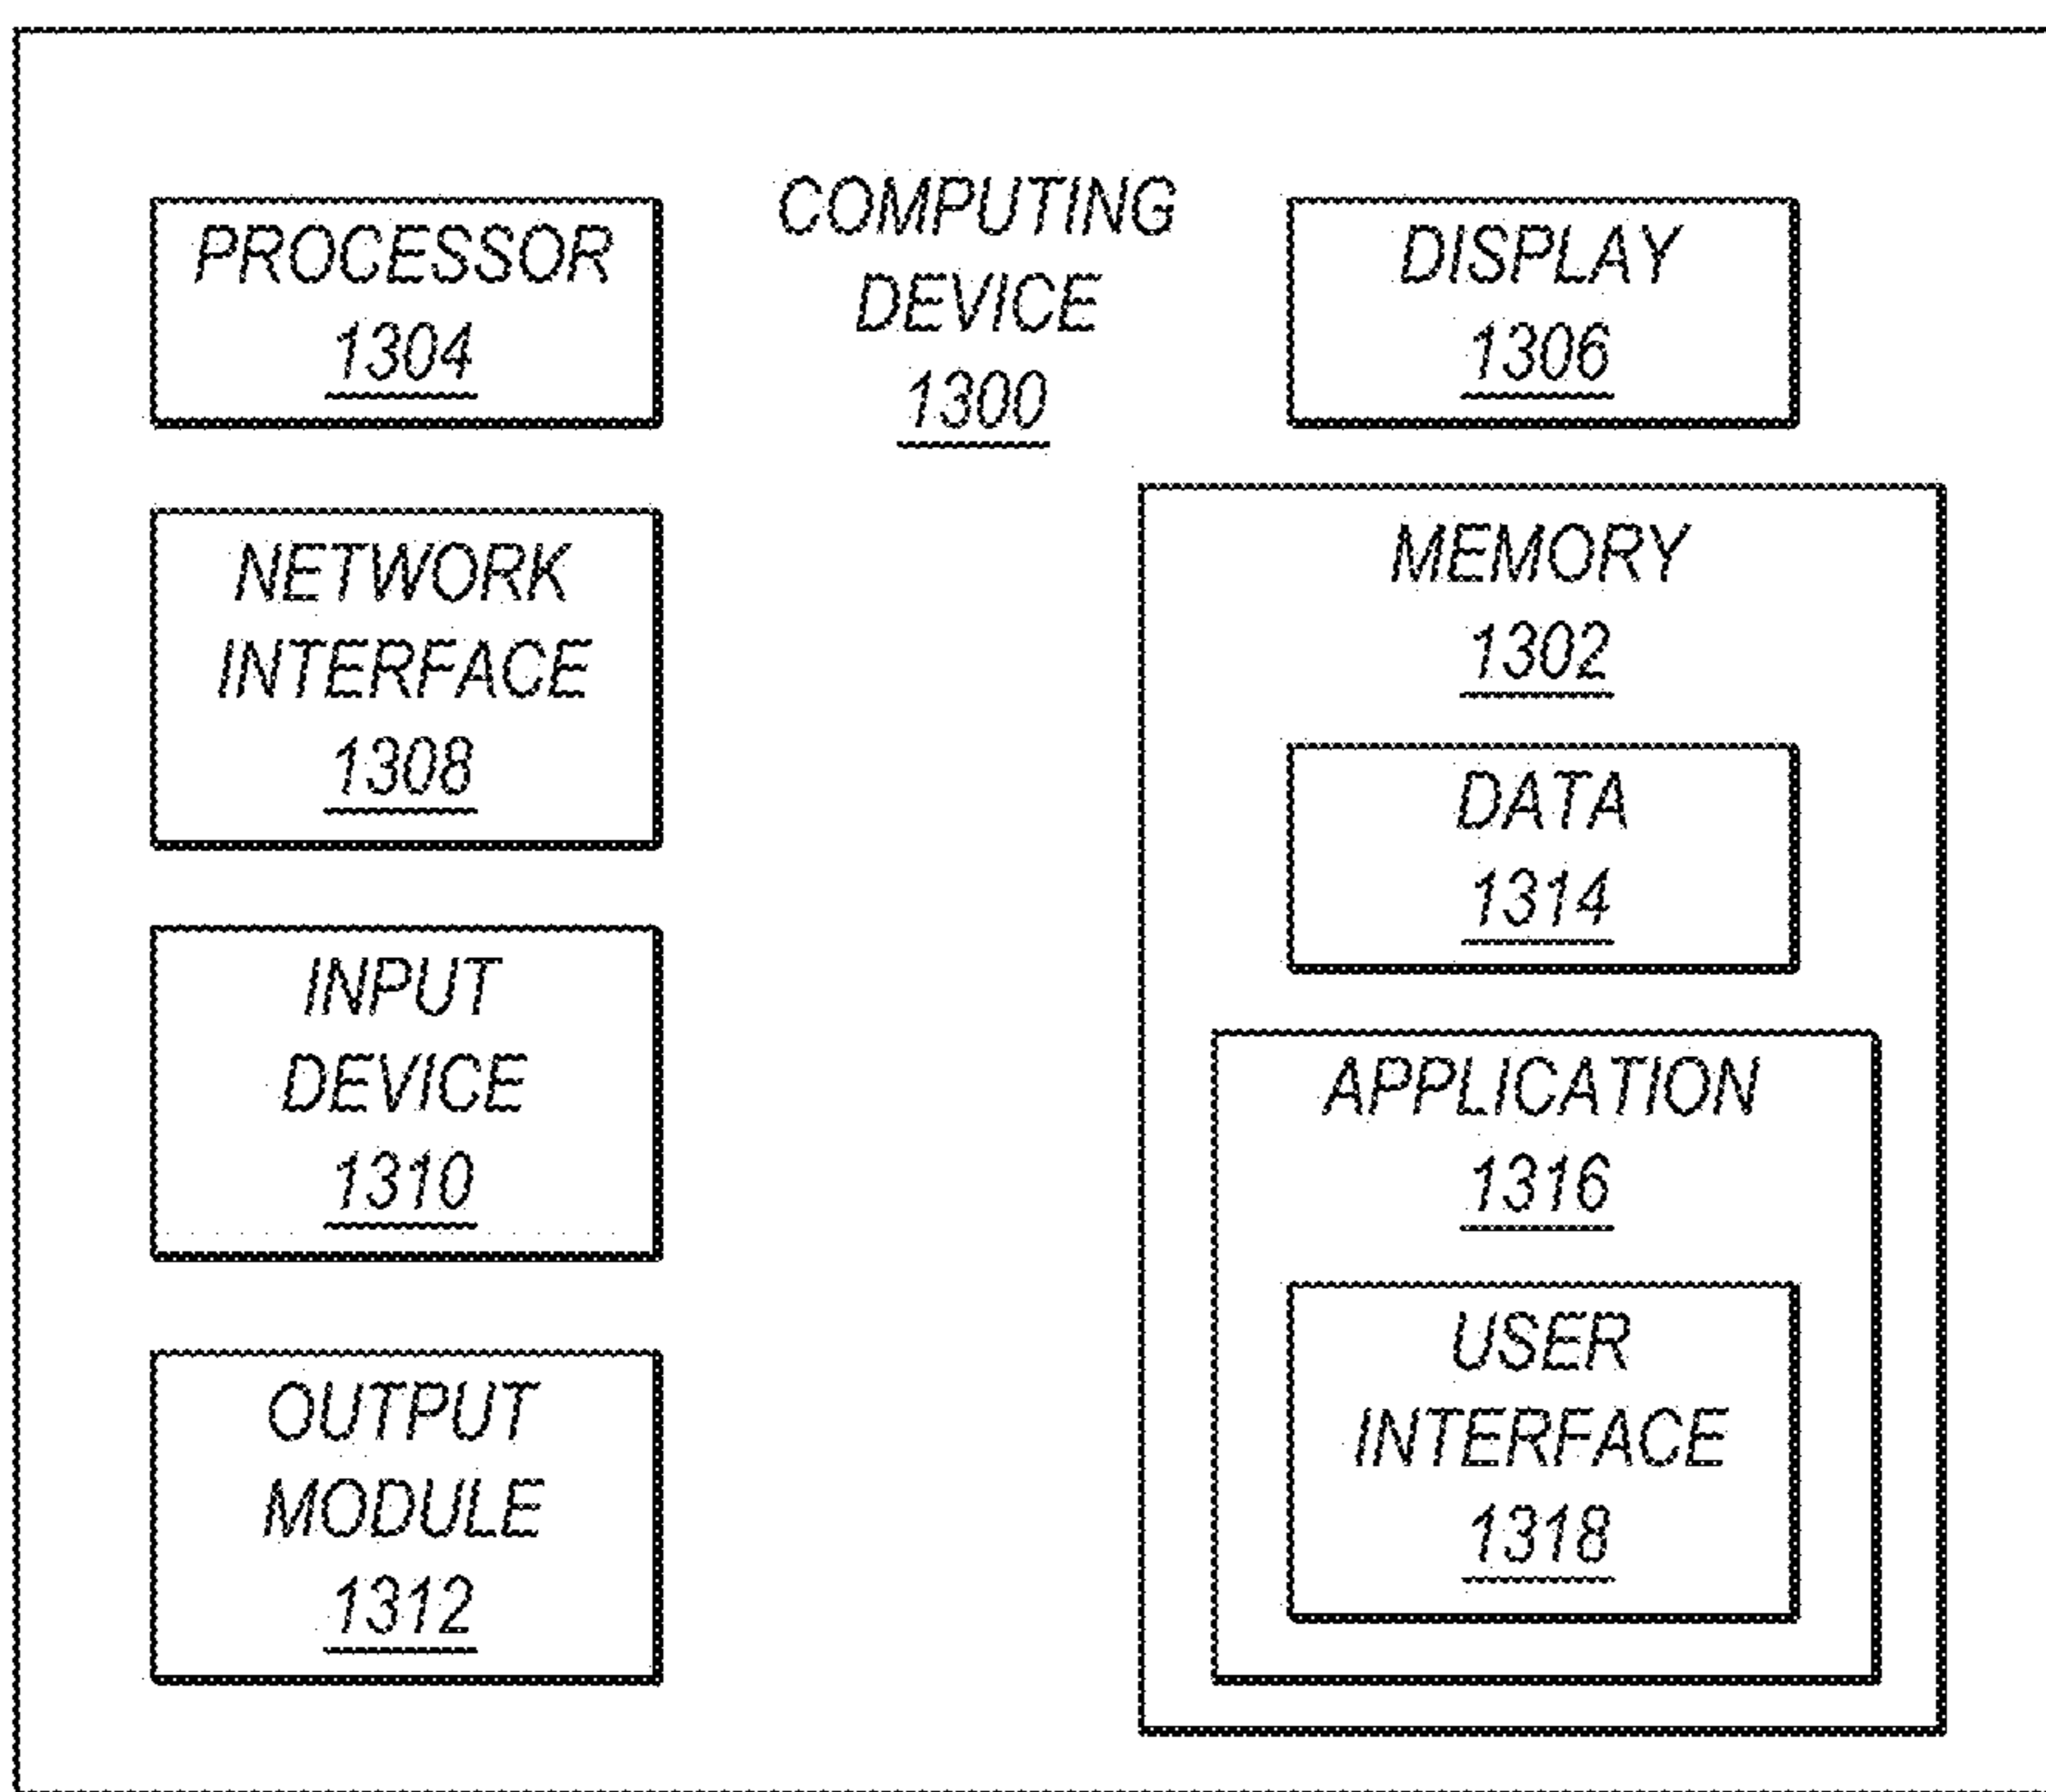 PROCESSOR
1304
COMPUTING
DEVICE
1300
DISPLAY
1306
NETWORK
INTERFACE
1308
INPUT
DEVICE
1310
OUTPUT
MODULE
1312
MEMORY
1302
DATA
1314
APPLICATION
1316
USER
INTERFACE
1318